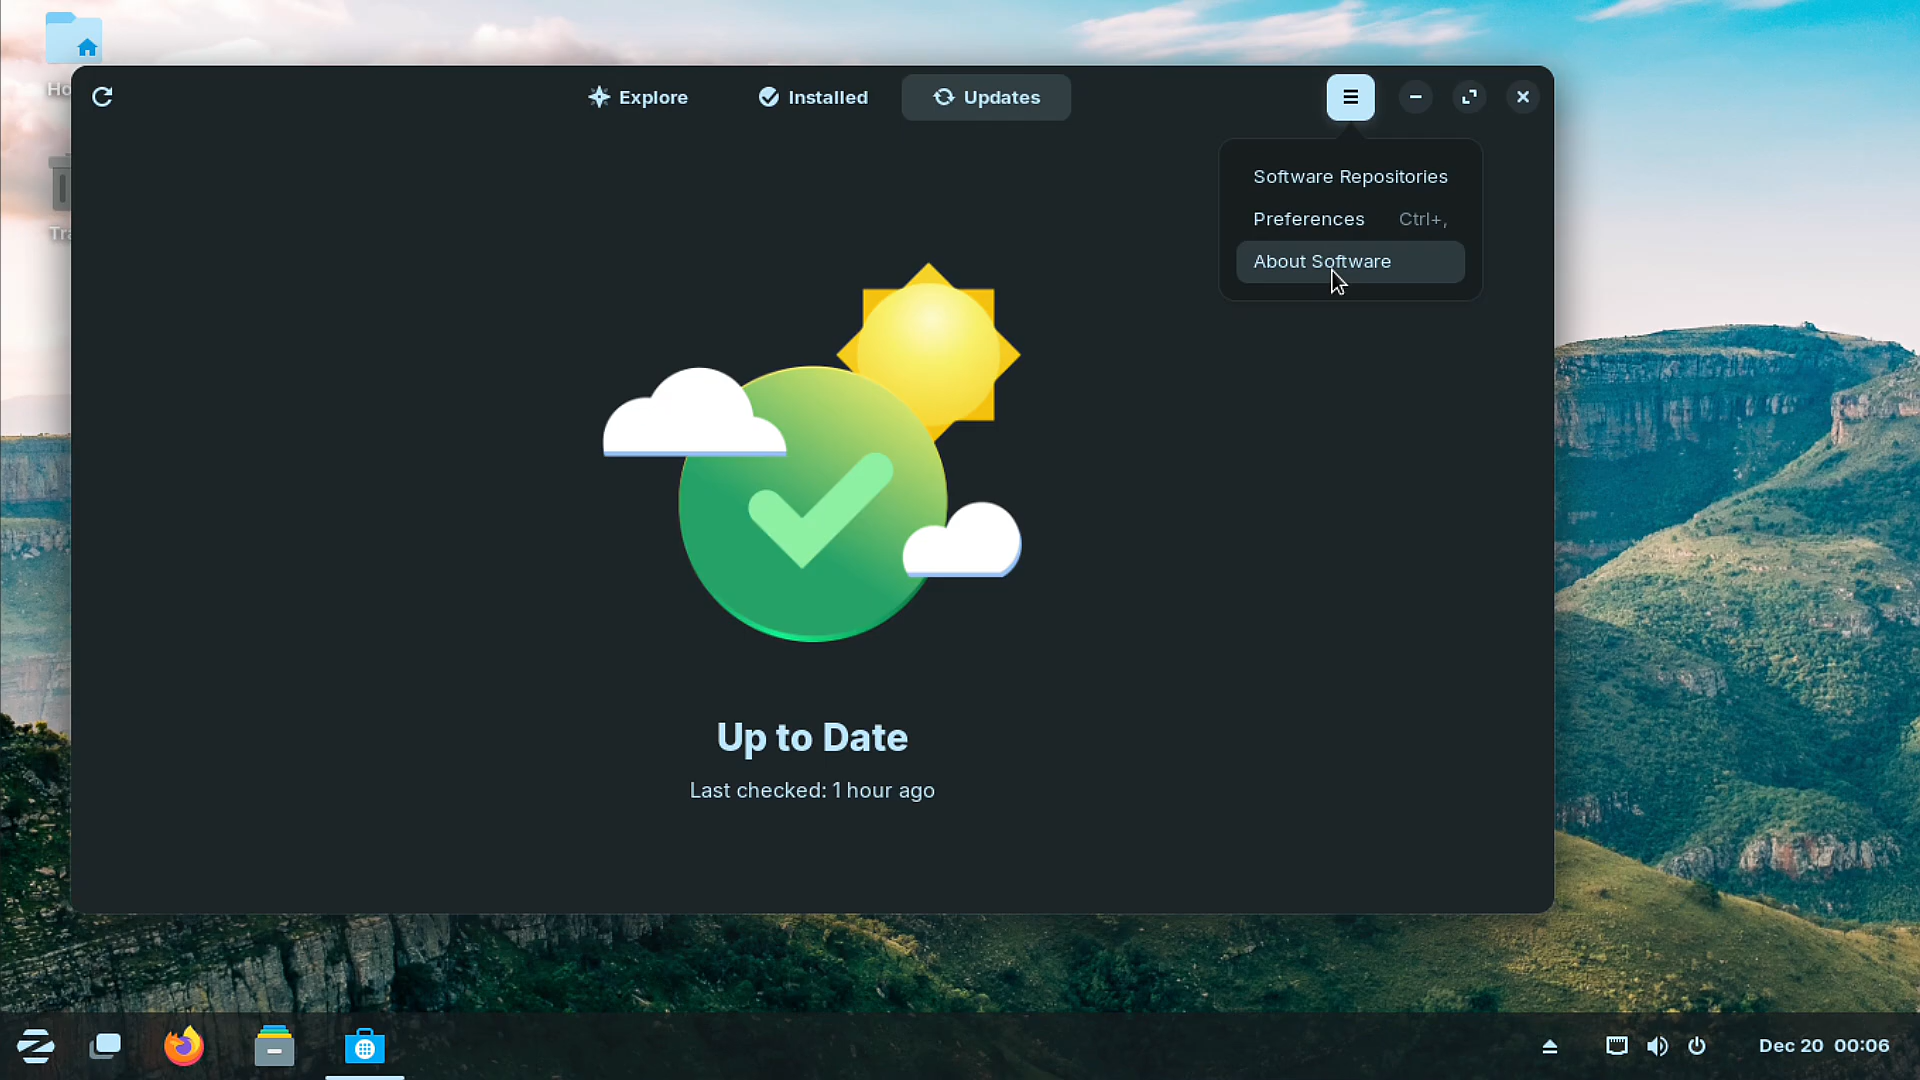 Explore
Installed
Updates
Software Repositories
Preferences Ctrl+,
About Software
Up to Date
Last checked: 1 hour ago
Dec 20 00:06